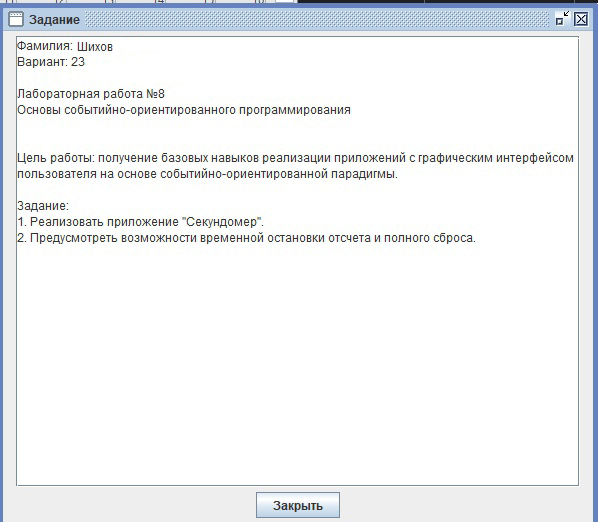 Задание
Фамилия: Шихов
Вариант: 23
Лабораторная работа №8
Основы событийно-ориентированного программирования
Цель работы: получение базовых навыков реализации приложений с графическим интерфейсом
пользователя на основе событийно-ориентированной парадигмы.
Задание:
1. Реализовать приложение "Секундомер".
2. Предусмотреть возможности временной остановки отсчета и полного сброса.
Закрыть